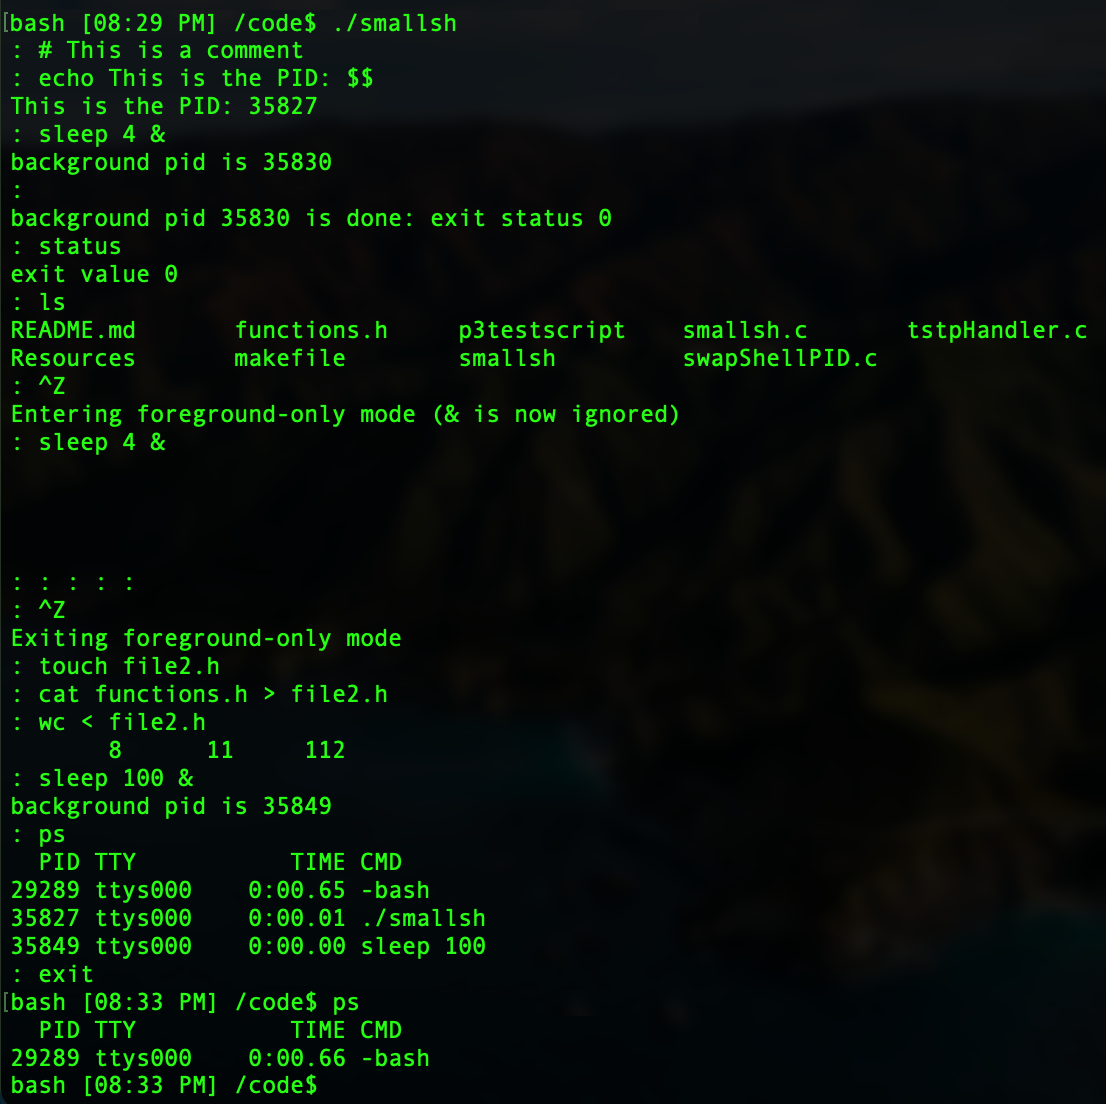 [bash [08:29 PM] /code$ ./smallsh
: # This is a comment
: echo This is the PID: $$
This is the PID: 35827
: sleep 4 &
background pid is 35830
:
background pid 35830 is done: exit status 0
: status
exit value 0
: ls
README.md       functions.h     p3testscript    smallsh.c       tstpHandler.c
Resources       makefile        smallsh         swapShellPID.c
: ^Z
Entering foreground-only mode (& is now ignored)
: sleep 4 &
: : : : :
: ^Z
Exiting foreground-only mode
: touch file2.h
: cat functions.h > file2.h
: wc < file2.h
       8      11     112
: sleep 100 &
background pid is 35849
: ps
  PID TTY           TIME CMD
29289 ttys000    0:00.65 -bash
35827 ttys000    0:00.01 ./smallsh
35849 ttys000    0:00.00 sleep 100
: exit
[bash [08:33 PM] /code$ ps
  PID TTY           TIME CMD
29289 ttys000    0:00.66 -bash
bash [08:33 PM] /code$